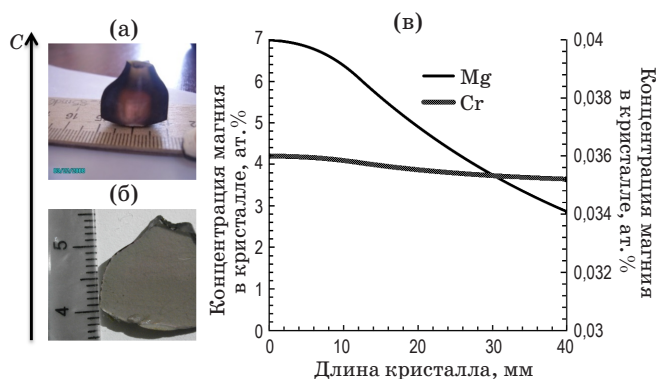 (а)
(б)
(в)
C
5
4
Концентрация магния
в кристалле, ат.%
7
6
5
4
3
2
1
0
Mg
Cr
0,04
0,038
0,036
0,034
0,032
0,03
Концентрация магния
в кристалле, ат.%
0 10 20 30 40
Длина кристалла, мм